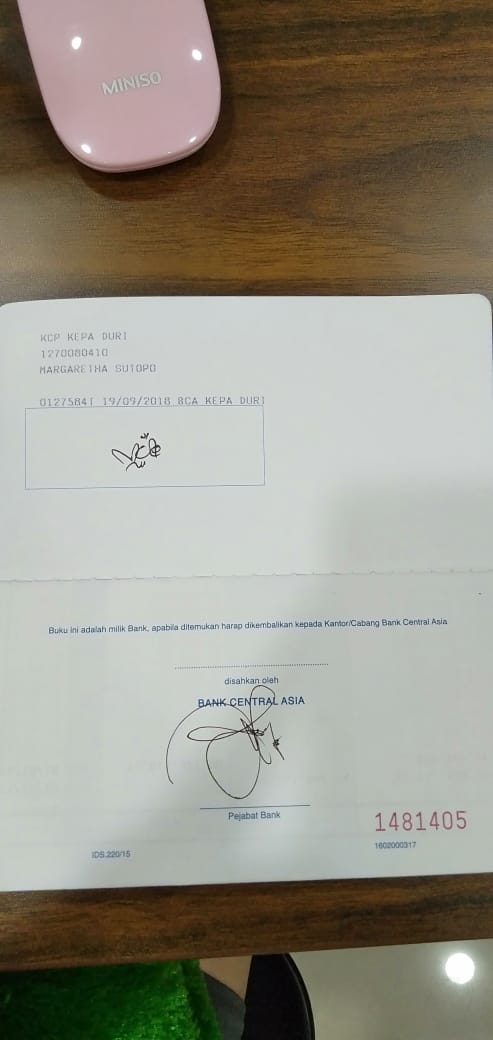 MINISO
KCP KEPA DURI
1270080410
MARGARETHA SUTOPO
19/09/2018 BCA KEPA DURI
Buku ini adalah milik Bank, apabila ditemukan harap dikembalikan kepada Kantor/Cabang Bank Central Asia
disahkan oleh
BANK CENTRAL ASIA
Pejabat Bank
1481405
IDS.220/15
1602000317